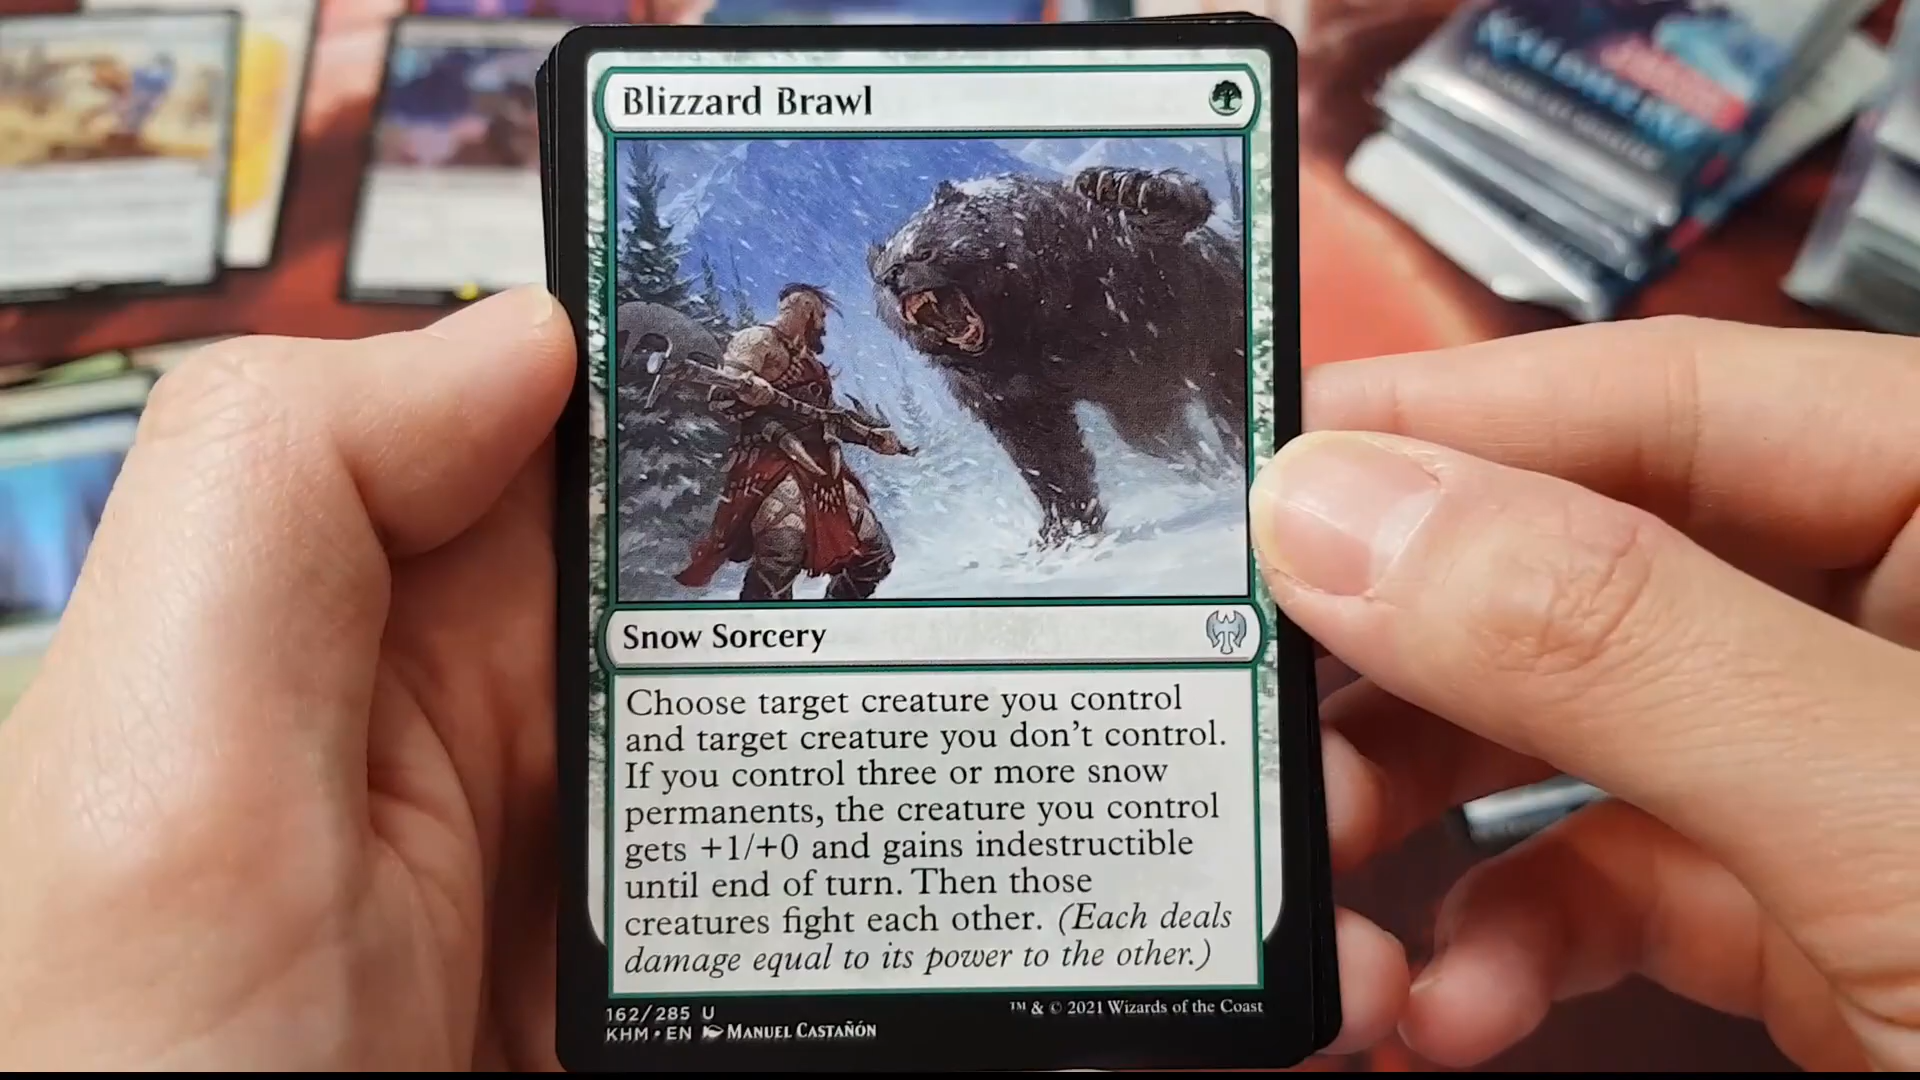 Blizzard Brawl
Snow Sorcery
Choose target creature you control
and target creature you don't control.
If you control three or more snow
permanents, the creature you control
gets +1/+0 and gains indestructible
until end of turn. Then those
creatures fight each other. (Each deals
damage equal to its power to the other.)
162/285 U
KHM • EN Manuel Castañón
™ & © 2021 Wizards of the Coast
KALDHEIM